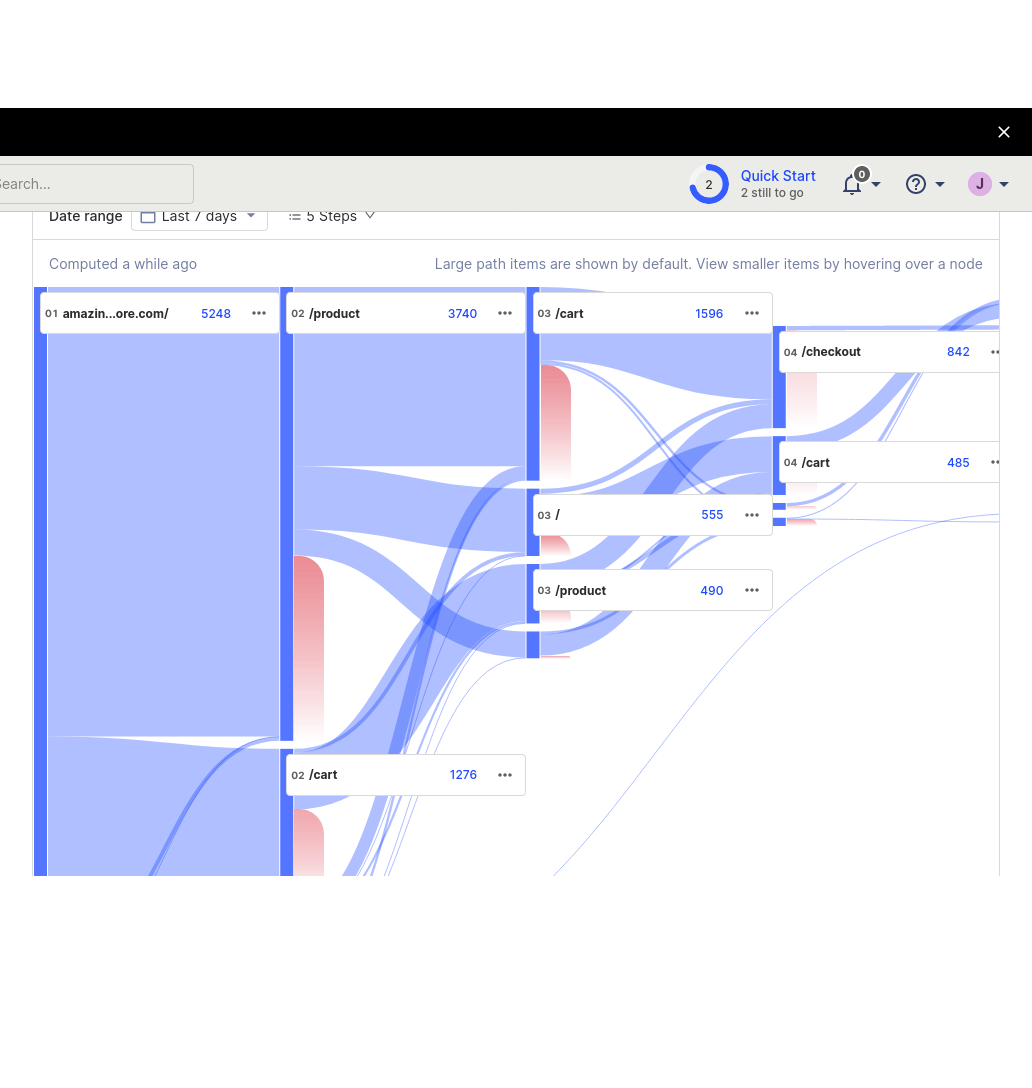 Search...
2
Quick Start
2 still to go
0
J
Date range
Last 7 days
5 Steps
Computed a while ago
Large path items are shown by default. View smaller items by hovering over a node
01 amazin...ore.com/ 5248
02 /product 3740
03 /cart 1596
04 /checkout 842
04 /cart 485
03 / 555
03 /product 490
02 /cart 1276